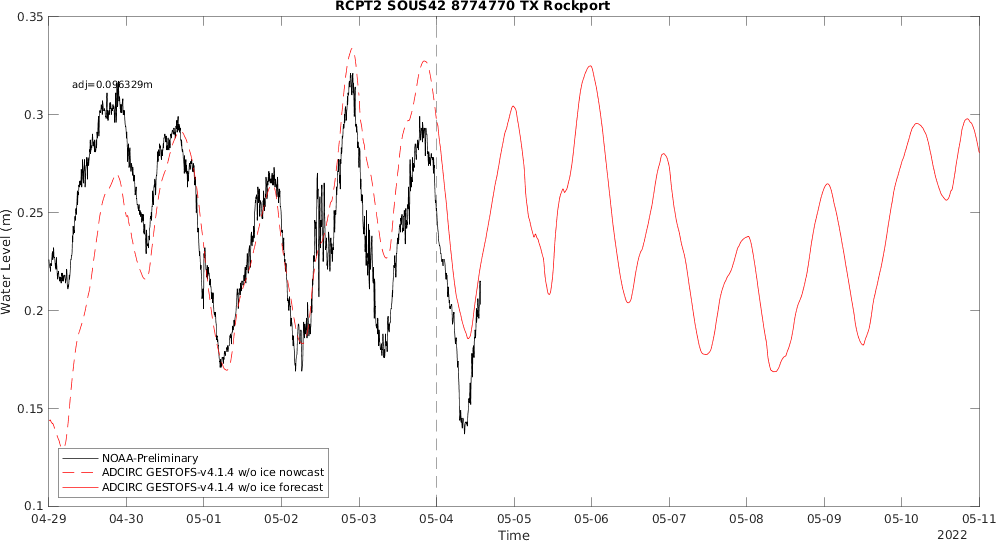 RCPT2 SOUS42 8774770 TX Rockport
0.35
adj=0.096329m
0.3
0.25
Water Level (m)
0.2
0.15
NOAA-Preliminary
ADCIRC GESTOFS-v4.1.4 w/o ice nowcast
ADCIRC GESTOFS-v4.1.4 w/o ice forecast
0.1
04-29 04-30 05-01 05-02 05-03 05-04 05-05 05-06 05-07 05-08 05-09 05-10 05-11
Time 2022